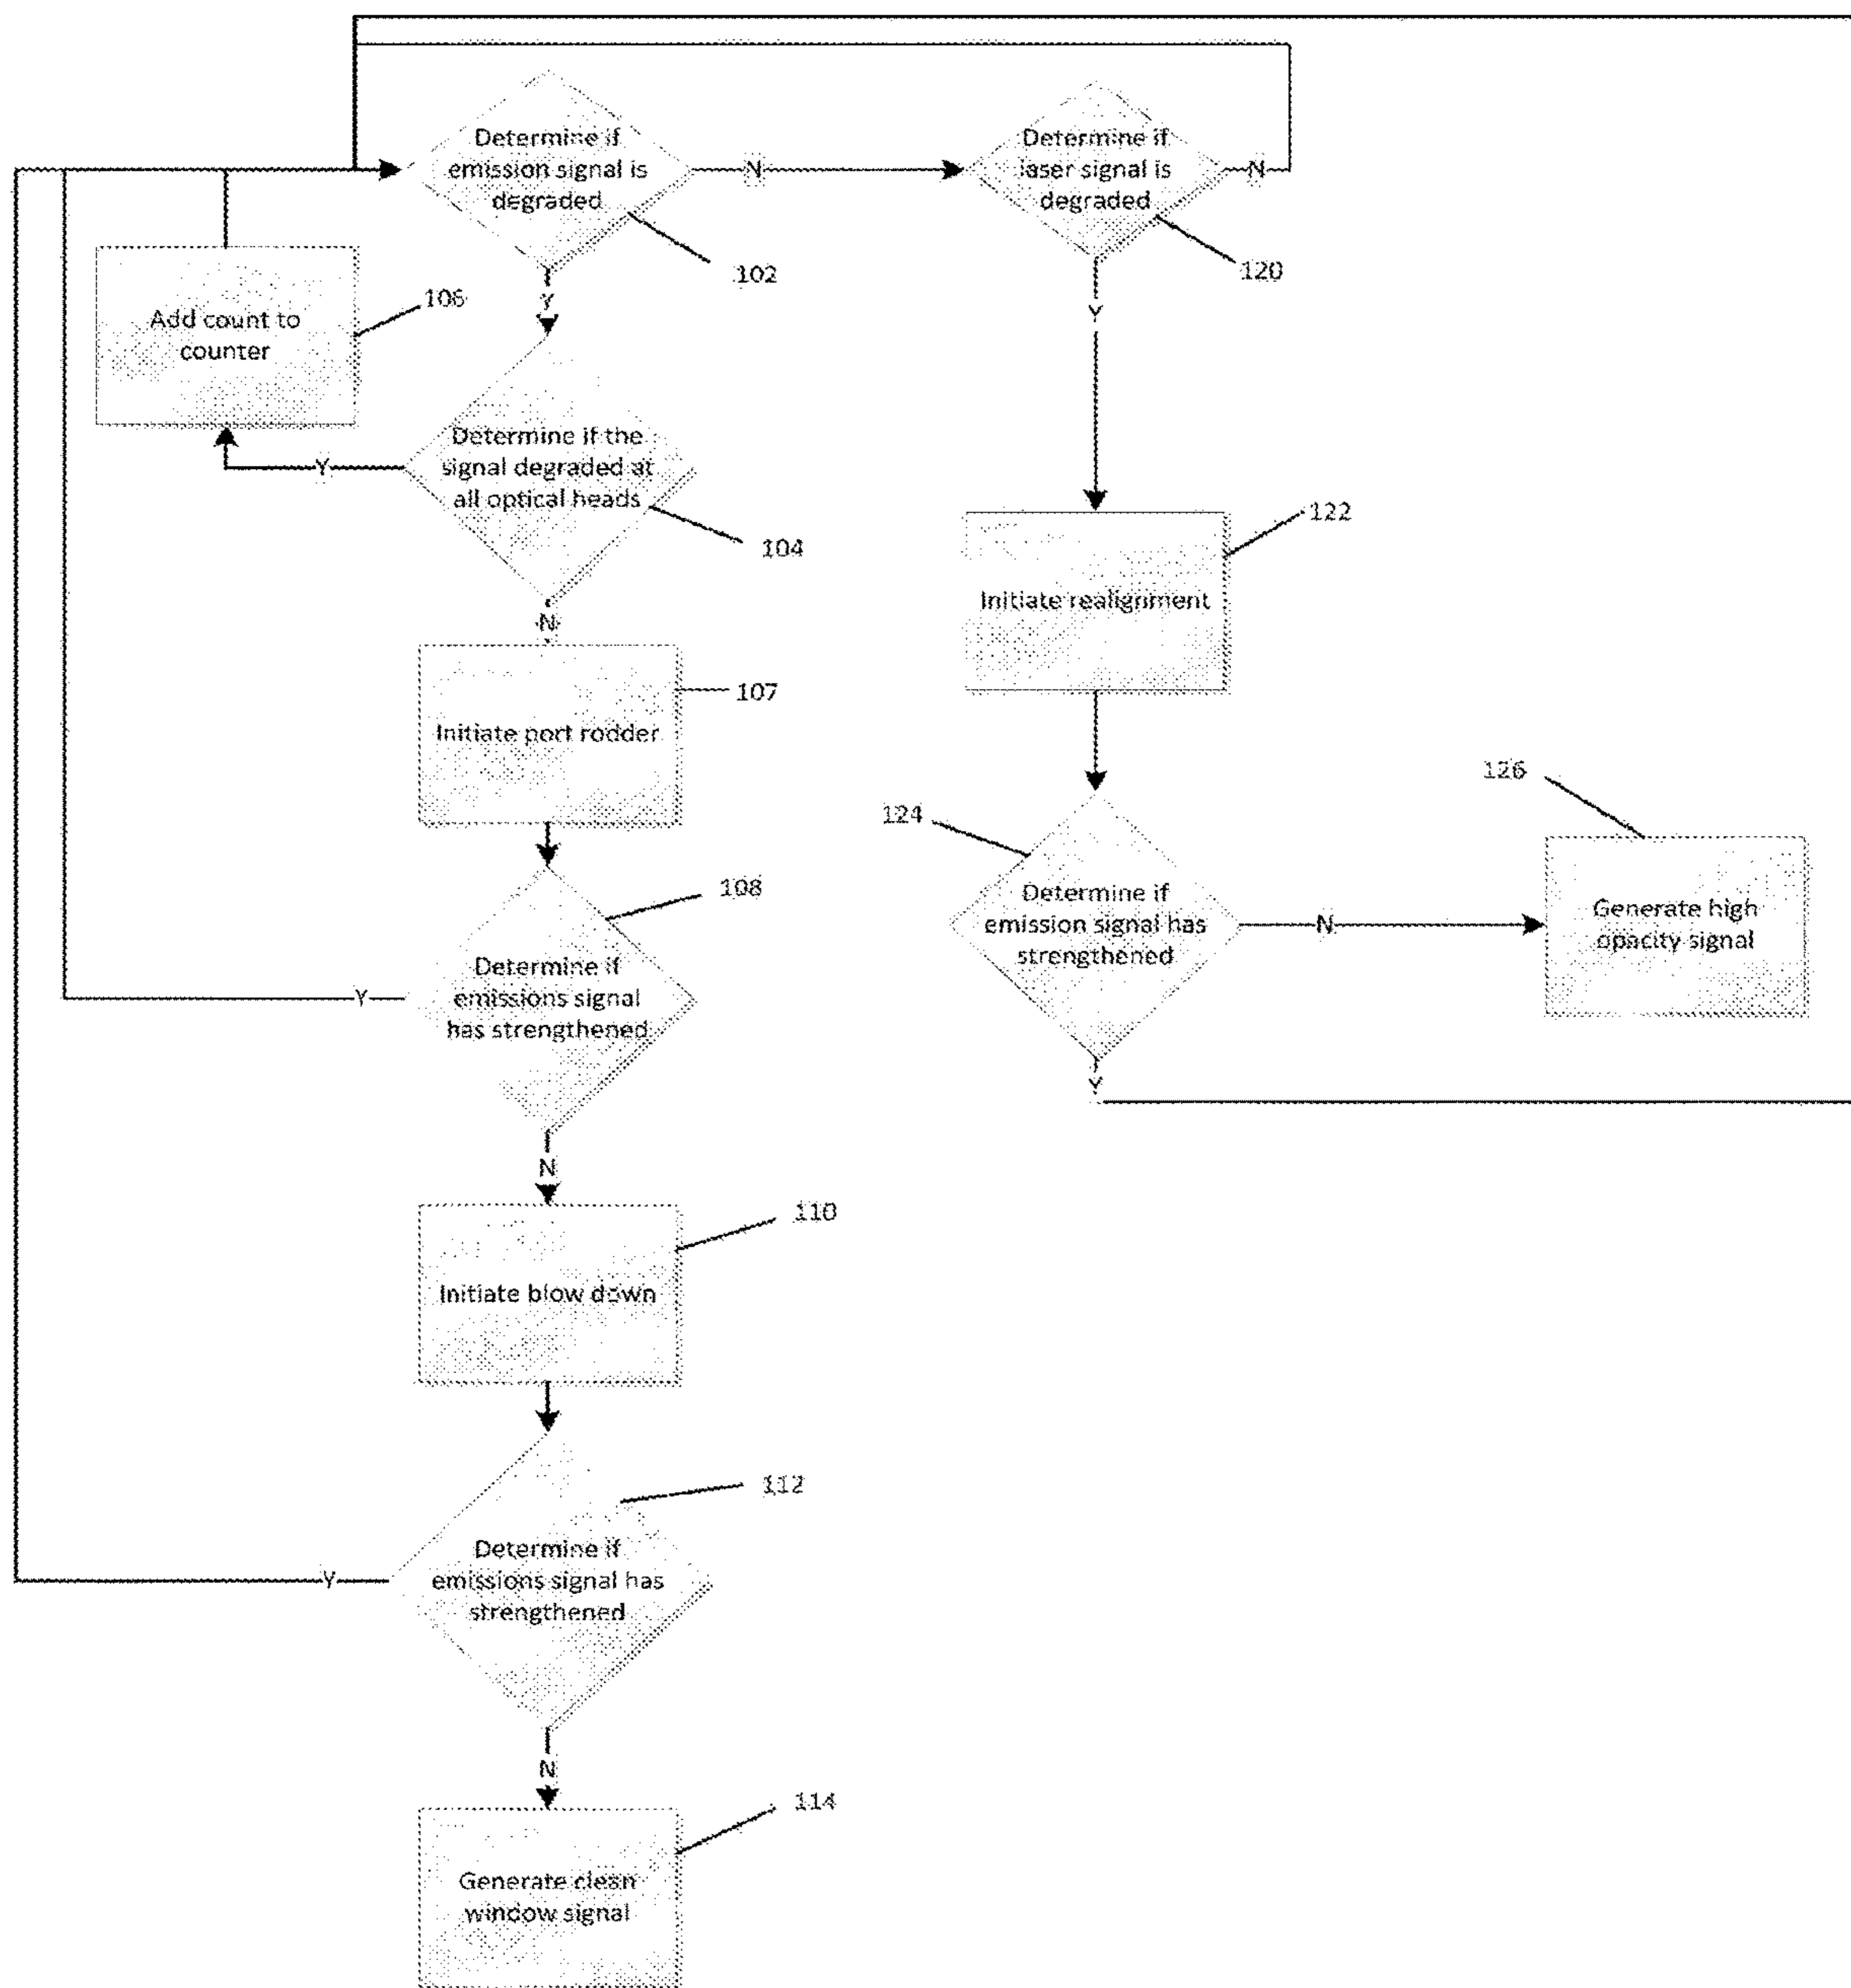 Determine if
emission signal is
degraded
N
Determine if
laser signal is
degraded
N
102
120
Y
Y
106
Add count to
counter
Determine if the
signal degraded at
all optical heads
Y
104
N
122
Initiate realignment
107
Initiate port rodder
126
124
108
Determine if
emission signal has
strengthened
N
Generate high
opacity signal
Determine if
emissions signal
has strengthened
Y
Y
N
110
Initiate blow down
112
Determine if
emissions signal has
strengthened
Y
N
114
Generate clean
window signal